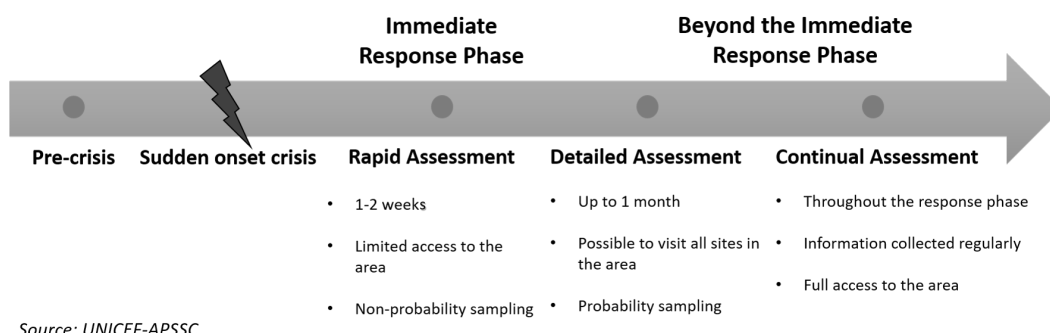 Immediate
Response Phase
Beyond the Immediate
Response Phase
Pre-crisis
Sudden onset crisis
Rapid Assessment
• 1-2 weeks
• Limited access to the
area
• Non-probability sampling
Detailed Assessment
• Up to 1 month
• Possible to visit all sites in
the area
• Probability sampling
Continual Assessment
• Throughout the response phase
• Information collected regularly
• Full access to the area
Source: UNICEF-APSSC